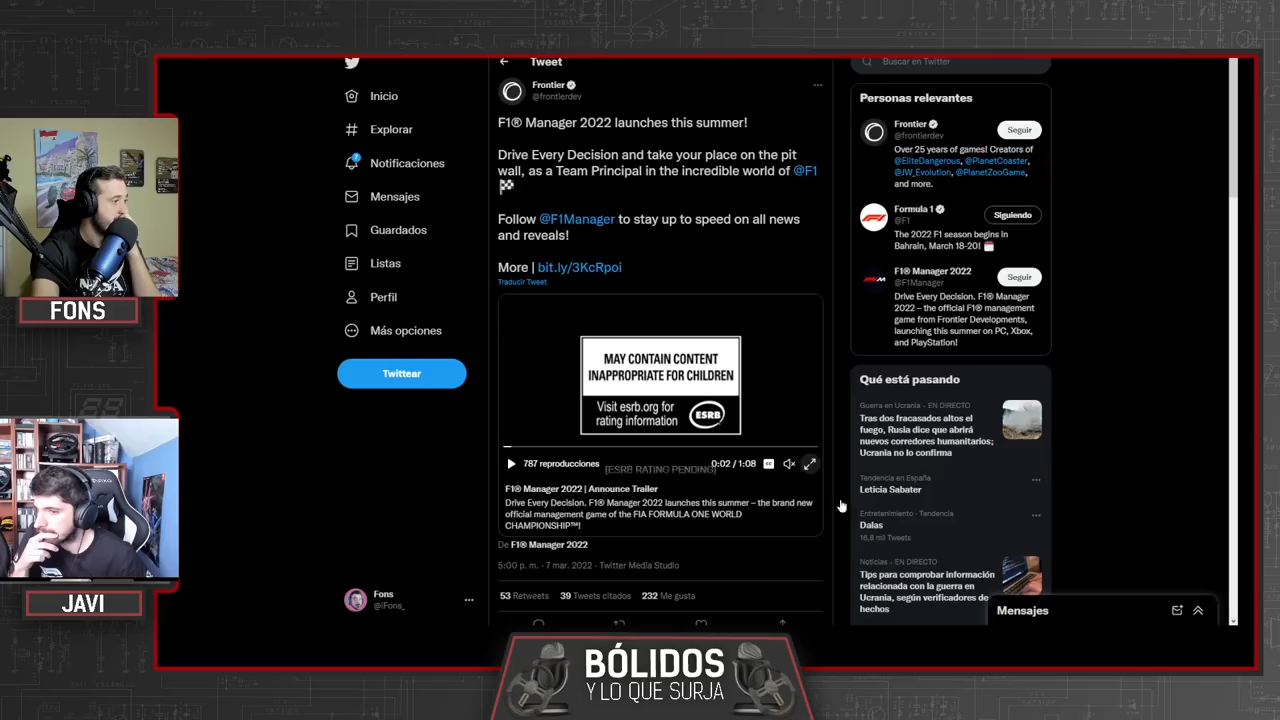 Tweet
Inicio
Explorar
Notificaciones
Mensajes
Guardados
Listas
Perfil
Más opciones
Twittear
Fons
@iFons_
Frontier
@frontierdev
F1® Manager 2022 launches this summer!
Drive Every Decision and take your place on the pit
wall, as a Team Principal in the incredible world of @F1
Follow @F1Manager to stay up to speed on all news
and reveals!
More | bit.ly/3KcRpoi
Traducir Tweet
MAY CONTAIN CONTENT
INAPPROPRIATE FOR CHILDREN
Visit esrb.org for
rating information
ESRB
787 reproducciones
[ESRB RATING PENDING]
0:02 / 1:08
CC
F1® Manager 2022 | Announce Trailer
Drive Every Decision. F1® Manager 2022 launches this summer – the brand new
official management game of the FIA FORMULA ONE WORLD
CHAMPIONSHIP™!
De F1® Manager 2022
5:00 p. m. · 7 mar. 2022 · Twitter Media Studio
53 Retweets 39 Tweets citados 232 Me gusta
Buscar en Twitter
Personas relevantes
Frontier
@frontierdev
Seguir
Over 25 years of games! Creators of
@EliteDangerous, @PlanetCoaster,
@JW_Evolution, @PlanetZooGame,
and more.
Formula 1
@F1
Siguiendo
The 2022 F1 season begins in
Bahrain, March 18-20!
F1® Manager 2022
@F1Manager
Seguir
Drive Every Decision. F1® Manager
2022 – the official F1® management
game from Frontier Developments,
launching this summer on PC, Xbox,
and PlayStation!
Qué está pasando
Guerra en Ucrania · EN DIRECTO
Tras dos fracasados altos el
fuego, Rusia dice que abrirá
nuevos corredores humanitarios;
Ucrania no lo confirma
Tendencia en España
Leticia Sabater
Entretenimiento · Tendencia
Dalas
16,8 mil Tweets
Noticias · EN DIRECTO
Tips para comprobar información
relacionada con la guerra en
Ucrania, según verificadores de
hechos
Mensajes
FONS
JAVI
BÓLIDOS
Y LO QUE SURJA